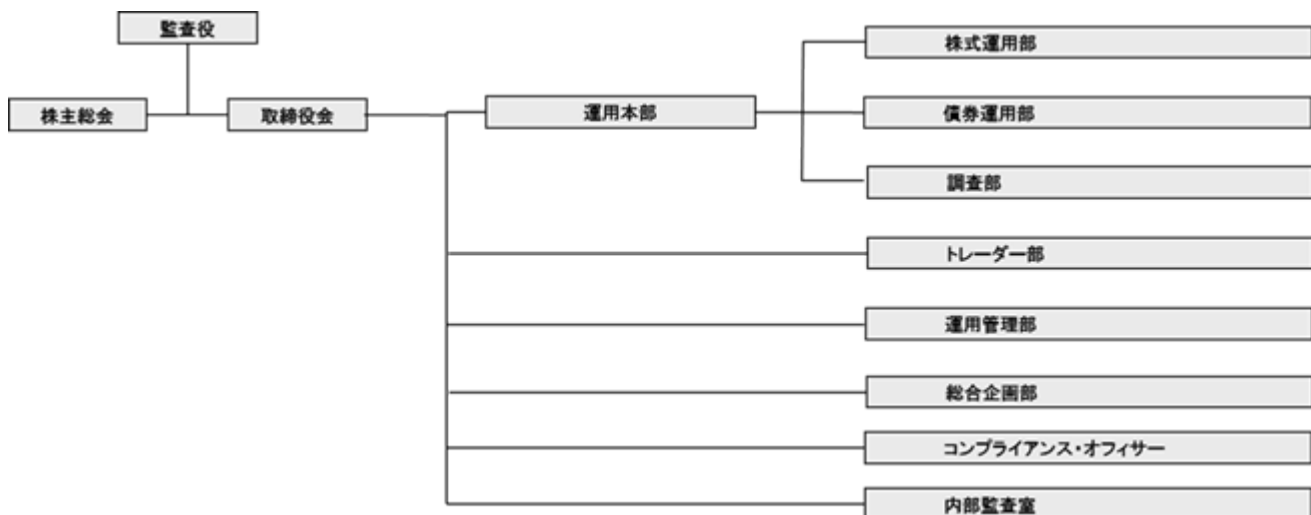 監査役
株主総会
取締役会
運用本部
株式運用部
債券運用部
調査部
トレーダー部
運用管理部
総合企画部
コンプライアンス・オフィサー
内部監査室